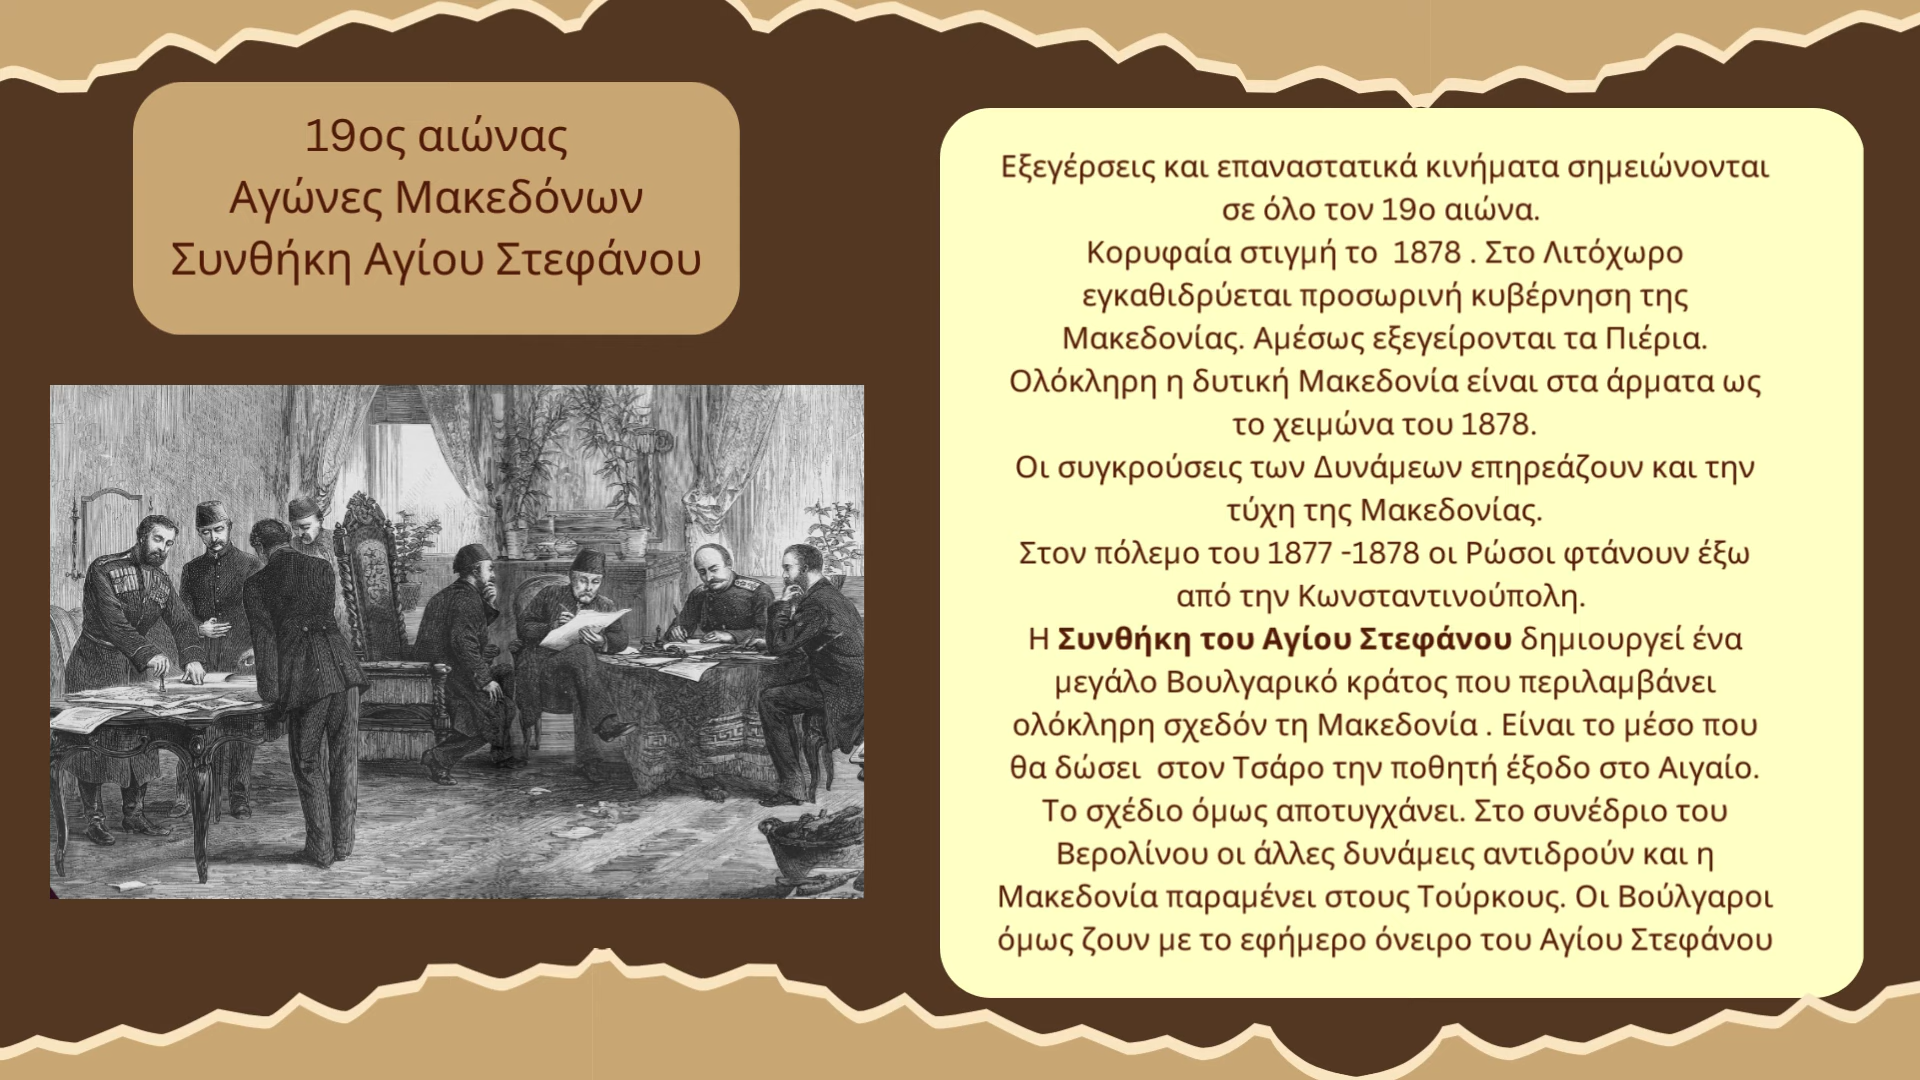 19ος αιώνας
Αγώνες Μακεδόνων
Συνθήκη Αγίου Στεφάνου
Εξεγέρσεις και επαναστατικά κινήματα σημειώνονται
σε όλο τον 19ο αιώνα.
Κορυφαία στιγμή το  1878 . Στο Λιτόχωρο
εγκαθιδρύεται προσωρινή κυβέρνηση της
Μακεδονίας. Αμέσως εξεγείρονται τα Πιέρια.
Ολόκληρη η δυτική Μακεδονία είναι στα άρματα ως
το χειμώνα του 1878.
Οι συγκρούσεις των Δυνάμεων επηρεάζουν και την
τύχη της Μακεδονίας.
Στον πόλεμο του 1877 -1878 οι Ρώσοι φτάνουν έξω
από την Κωνσταντινούπολη.
Η Συνθήκη του Αγίου Στεφάνου δημιουργεί ένα
μεγάλο Βουλγαρικό κράτος που περιλαμβάνει
ολόκληρη σχεδόν τη Μακεδονία . Είναι το μέσο που
θα δώσει  στον Τσάρο την ποθητή έξοδο στο Αιγαίο.
Το σχέδιο όμως αποτυγχάνει. Στο συνέδριο του
Βερολίνου οι άλλες δυνάμεις αντιδρούν και η
Μακεδονία παραμένει στους Τούρκους. Οι Βούλγαροι
όμως ζουν με το εφήμερο όνειρο του Αγίου Στεφάνου